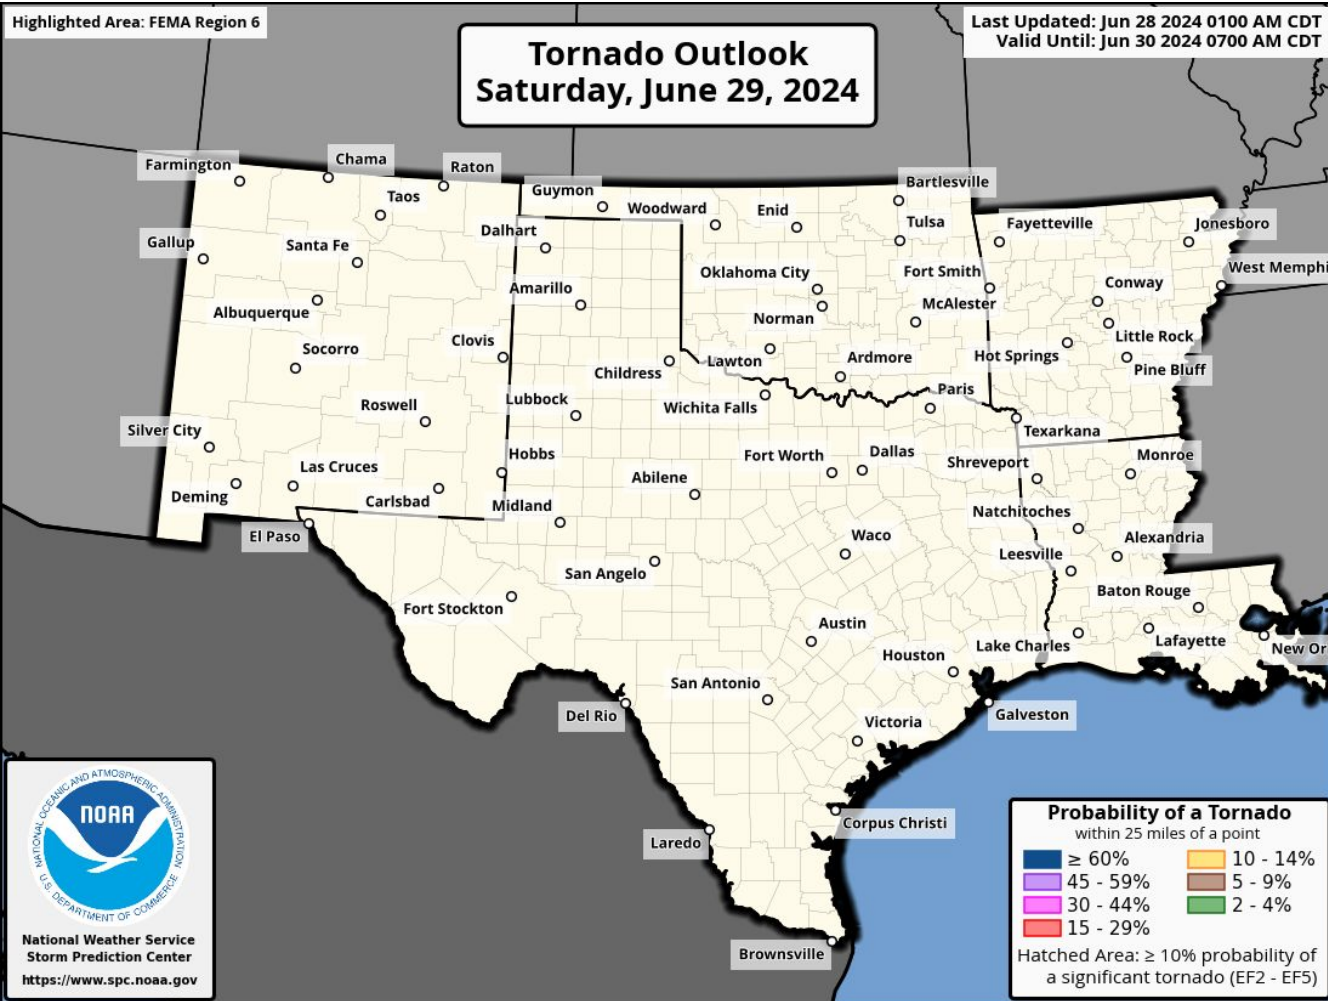 Highlighted Area: FEMA Region 6
Last Updated: Jun 28 2024 0100 AM CDT
Valid Until: Jun 30 2024 0700 AM CDT
Tornado Outlook
Saturday, June 29, 2024
Farmington
Chama
Raton
Taos
Guymon
Woodward
Enid
Bartlesville
Tulsa
Fayetteville
Jonesboro
Gallup
Santa Fe
Dalhart
Oklahoma City
Fort Smith
West Memphi
Conway
Albuquerque
Amarillo
Norman
McAlester
Little Rock
Socorro
Clovis
Childress
Lawton
Ardmore
Hot Springs
Pine Bluff
Roswell
Lubbock
Wichita Falls
Paris
Texarkana
Silver City
Las Cruces
Hobbs
Abilene
Fort Worth
Dallas
Shreveport
Monroe
Deming
Carlsbad
Midland
Natchitoches
El Paso
San Angelo
Waco
Leesville
Alexandria
Fort Stockton
Baton Rouge
Austin
Houston
Lake Charles
Lafayette
New Or
San Antonio
Del Rio
Victoria
Galveston
Laredo
Corpus Christi
Brownsville
NATIONAL OCEANIC AND ATMOSPHERIC ADMINISTRATION
NOAA
U.S. DEPARTMENT OF COMMERCE
National Weather Service
Storm Prediction Center
https://www.spc.noaa.gov
Probability of a Tornado
within 25 miles of a point
≥ 60%
45 - 59%
30 - 44%
15 - 29%
10 - 14%
5 - 9%
2 - 4%
Hatched Area: ≥ 10% probability of
a significant tornado (EF2 - EF5)